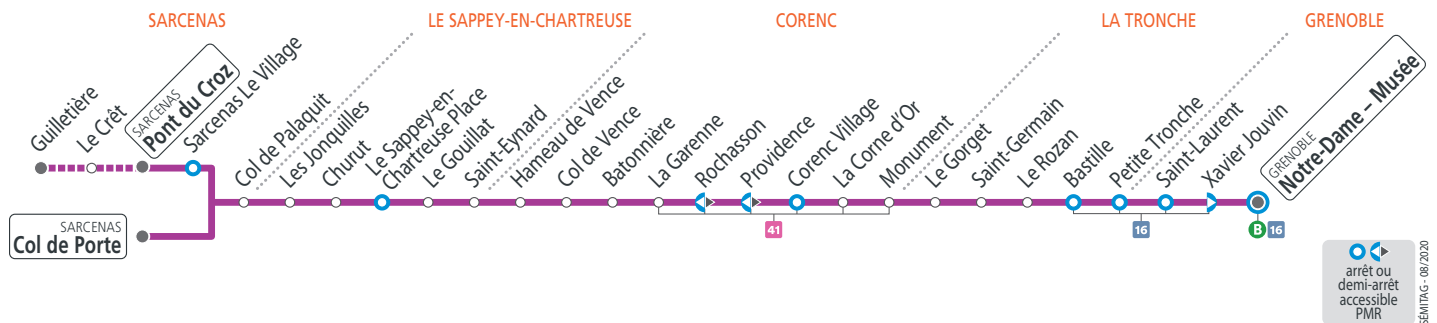 SARCENAS
LE SAPPEY-EN-CHARTREUSE
CORENC
LA TRONCHE
GRENOBLE
Guilletière
Le Crêt
SARCENAS
Pont du Croz
Sarcenas Le Village
SARCENAS
Col de Porte
Col de Palaquit
Les Jonquilles
Churut
Le Sappey-en-
Chartreuse Place
Le Gouillat
Saint-Eynard
Hameau de Vence
Col de Vence
Batonnière
La Garenne
Rochasson
Providence
Corenc Village
La Corne d'Or
Monument
Le Gorget
Saint-Germain
Le Rozan
Bastille
Petite Tronche
Saint-Laurent
Xavier Jouvin
GRENOBLE
Notre-Dame – Musée
41
16
B 16
arrêt ou
demi-arrêt
accessible
PMR
SÉMITAG - 08/2020